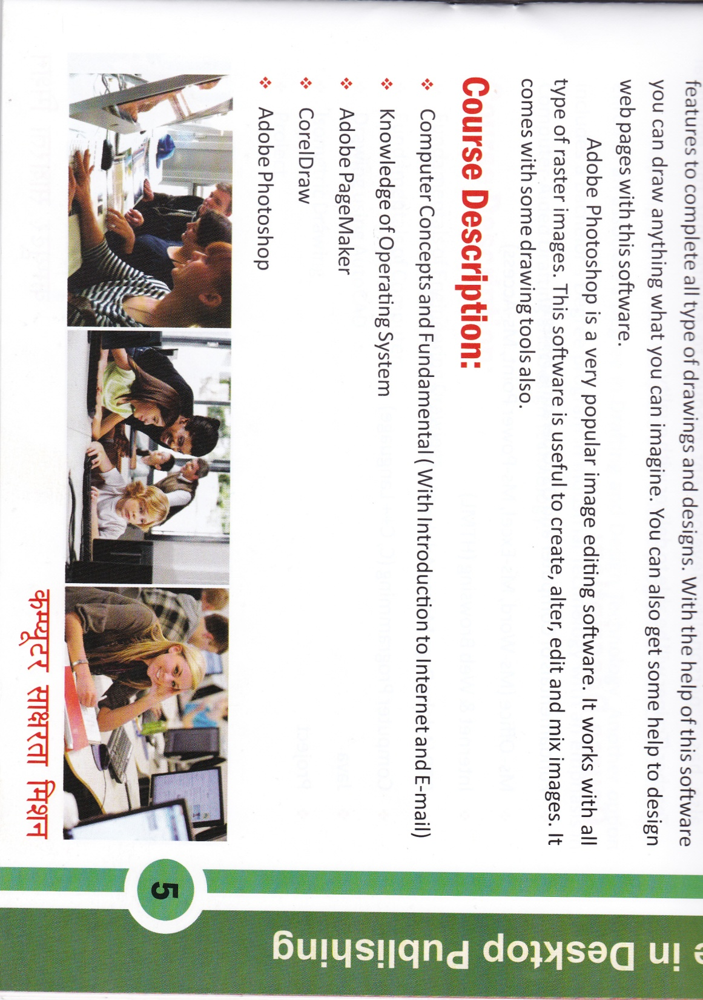 features to complete all type of drawings and designs. With the help of this software
you can draw anything what you can imagine. You can also get some help to design
web pages with this software.
Adobe Photoshop is a very popular image editing software. It works with all
type of raster images. This software is useful to create, alter, edit and mix images. It
comes with some drawing tools also.
Course Description:
Computer Concepts and Fundamental ( With Introduction to Internet and E-mail)
Knowledge of Operating System
Adobe PageMaker
CorelDraw
Adobe Photoshop
कम्प्यूटर साक्षरता मिशन
5
e in Desktop Publishing